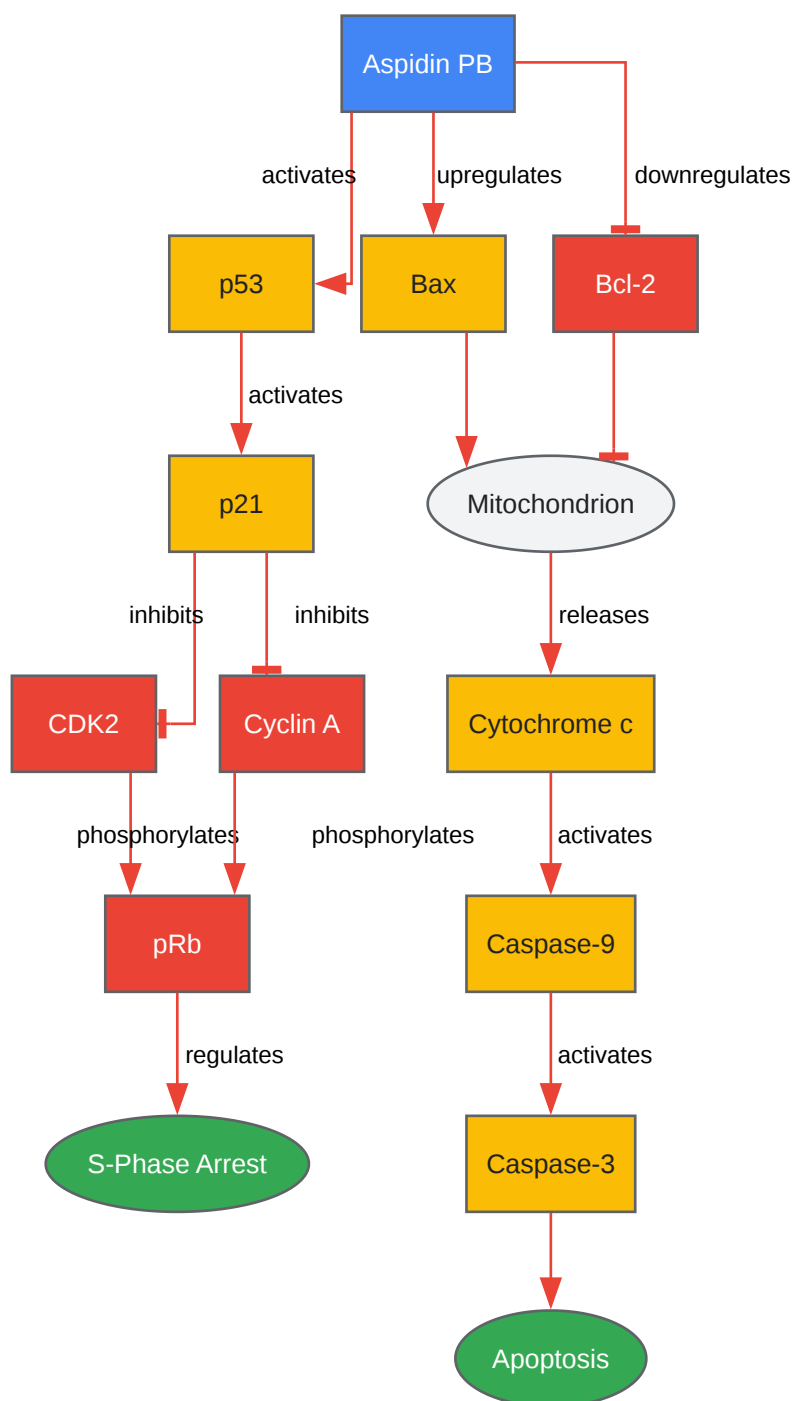 Aspidin PB
activates
upregulates
downregulates
p53
Bax
Bcl-2
activates
p21
Mitochondrion
inhibits
inhibits
releases
CDK2
Cyclin A
Cytochrome c
phosphorylates
phosphorylates
activates
pRb
Caspase-9
regulates
activates
S-Phase Arrest
Caspase-3
Apoptosis